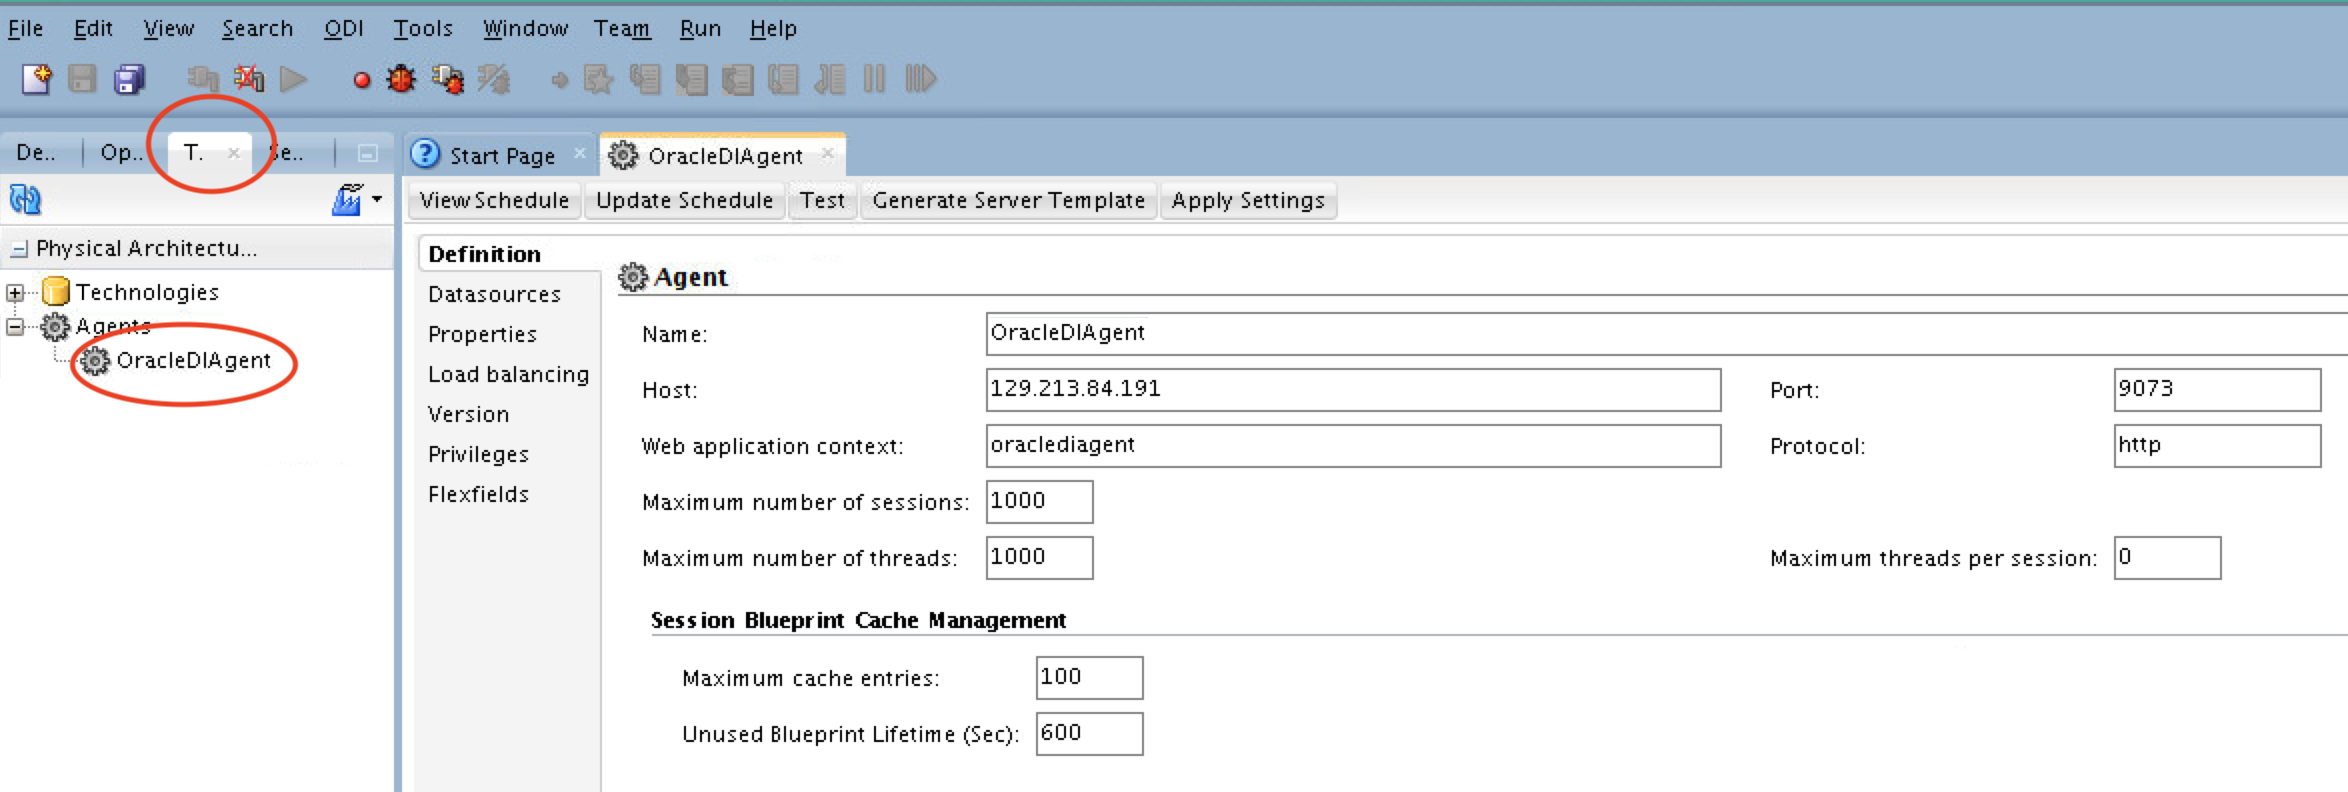 File Edit View Search ODI Tools Window Team Run Help
De.. Op.. T. Se..
Start Page OracleDIAgent
View Schedule Update Schedule Test Generate Server Template Apply Settings
Physical Architectu...
Technologies
Agents
OracleDIAgent
Definition
Datasources
Properties
Load balancing
Version
Privileges
Flexfields
Agent
Name: OracleDIAgent
Host: 129.213.84.191 Port: 9073
Web application context: oraclediagent Protocol: http
Maximum number of sessions: 1000
Maximum number of threads: 1000 Maximum threads per session: 0
Session Blueprint Cache Management
Maximum cache entries: 100
Unused Blueprint Lifetime (Sec): 600